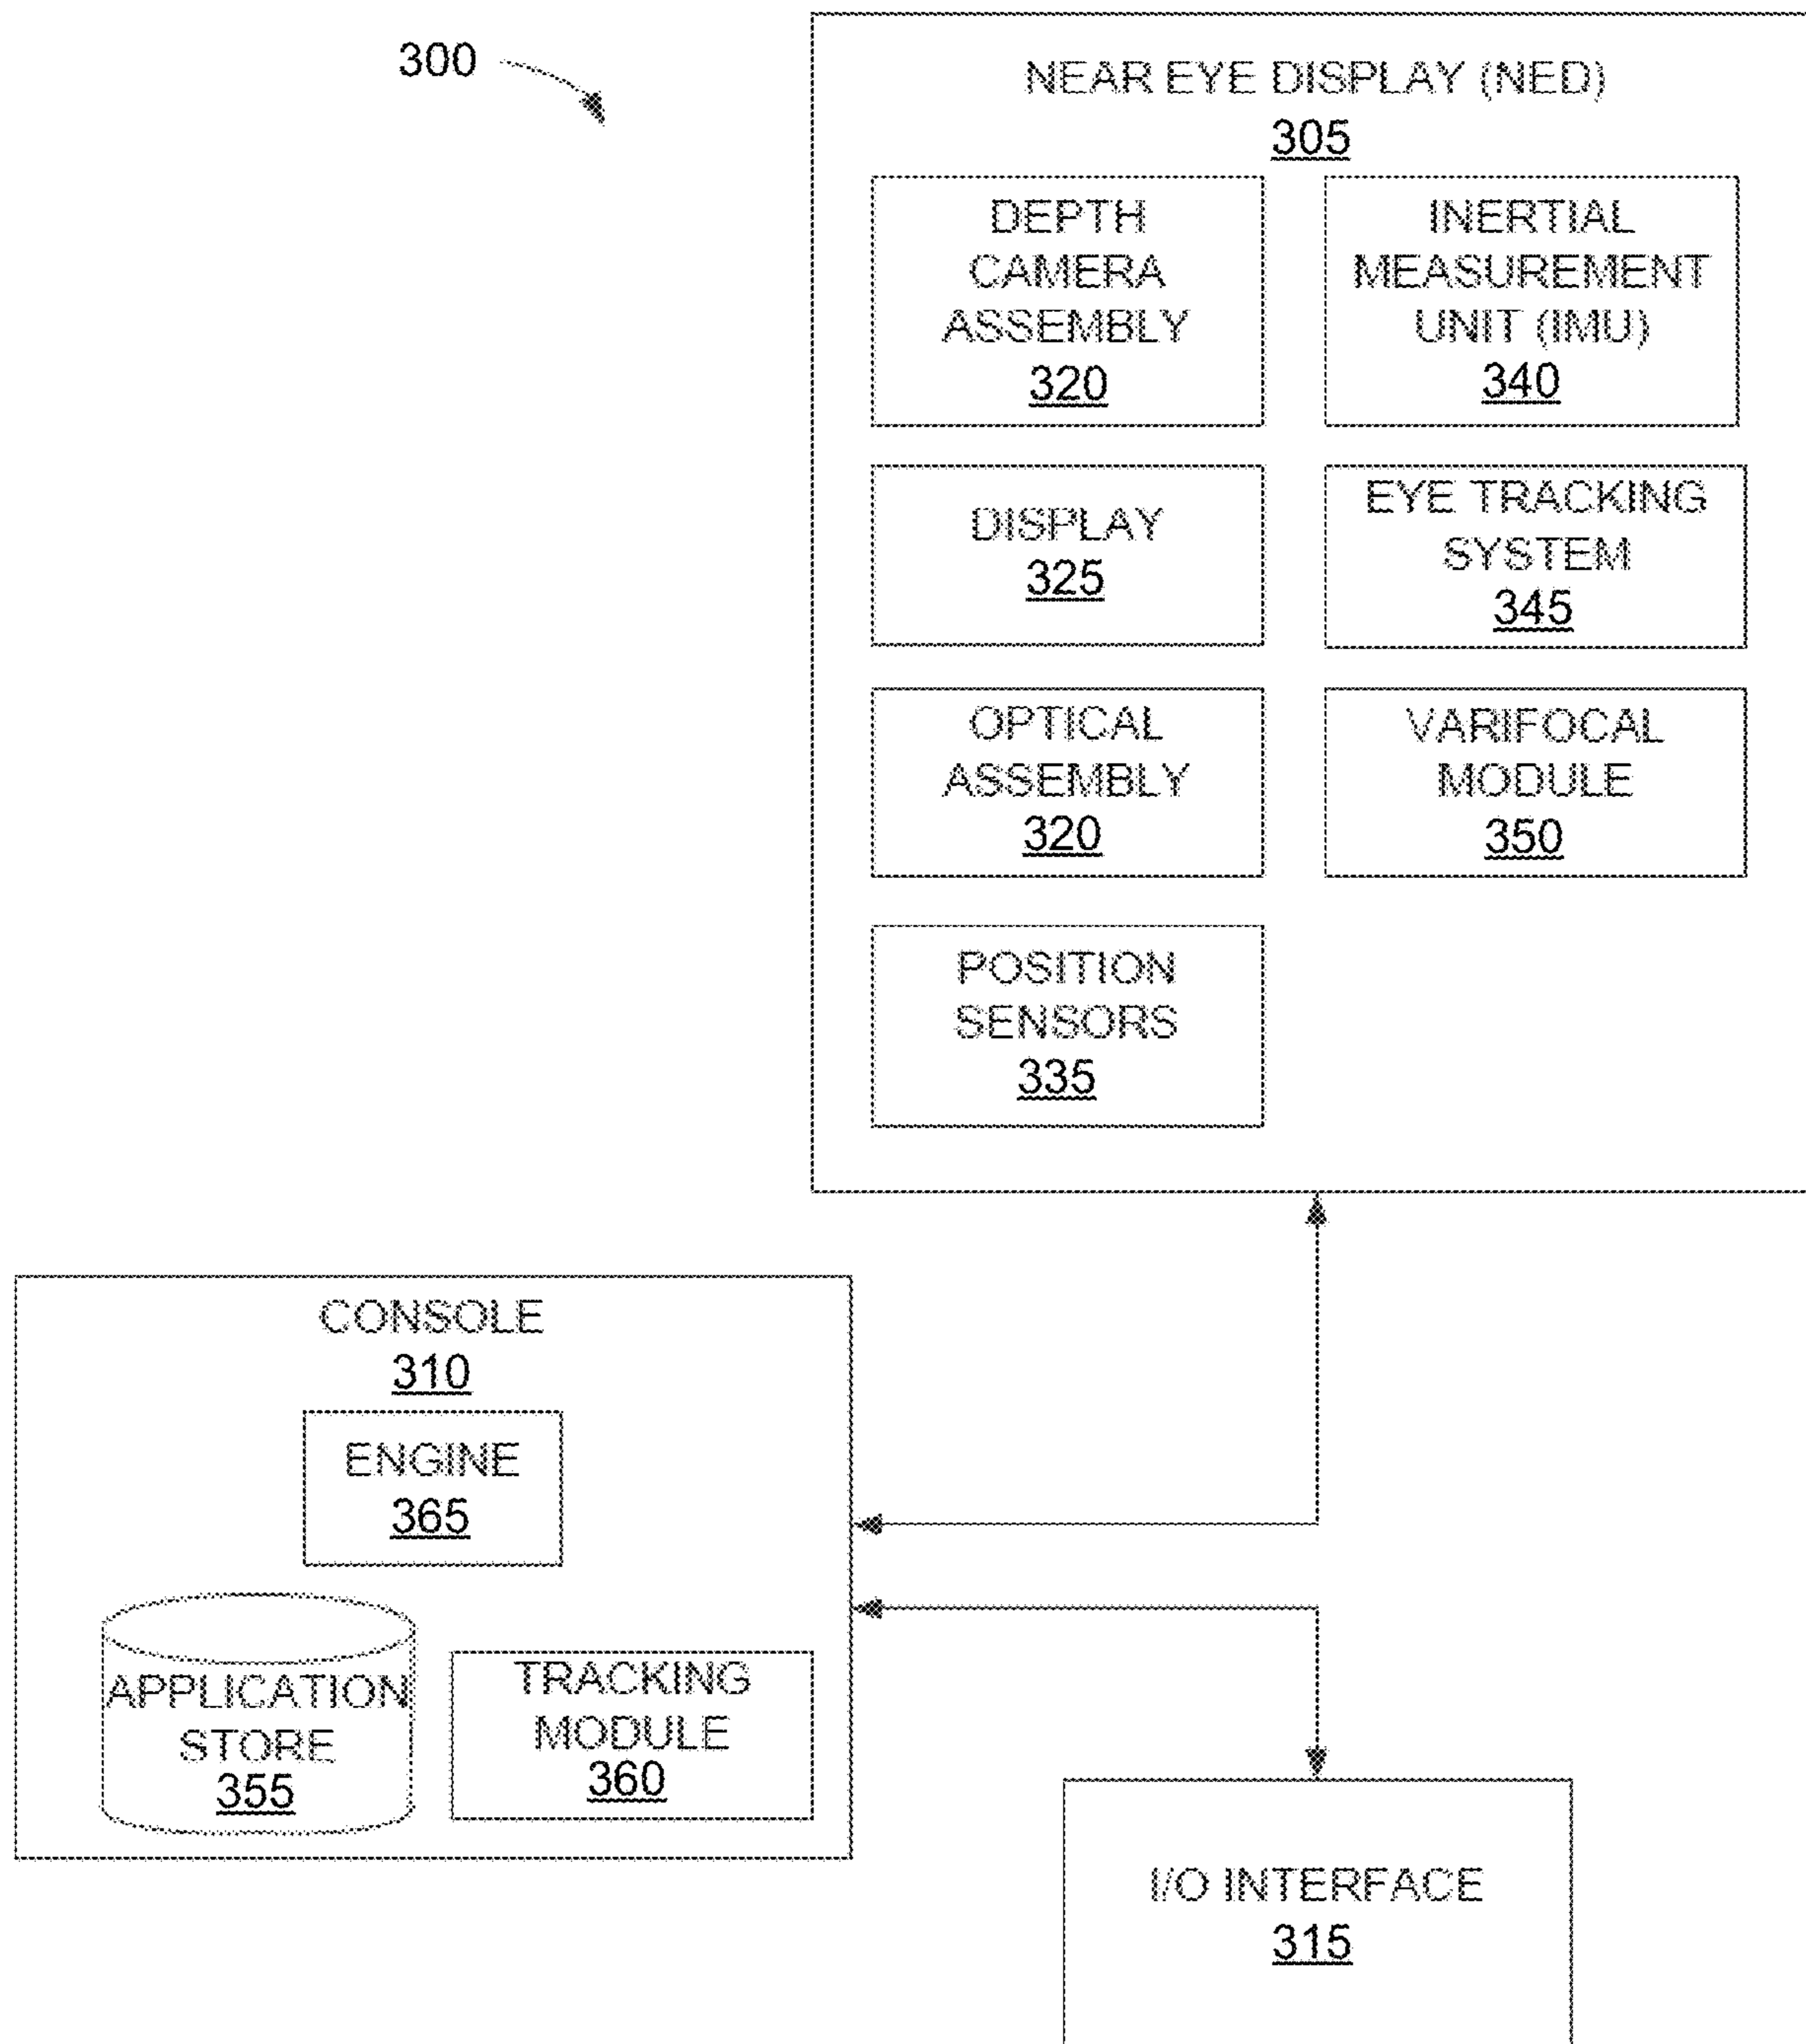 300
NEAR EYE DISPLAY (NED)
305
DEPTH
CAMERA
ASSEMBLY
320
INERTIAL
MEASUREMENT
UNIT (IMU)
340
DISPLAY
325
EYE TRACKING
SYSTEM
345
OPTICAL
ASSEMBLY
320
VARIFOCAL
MODULE
350
POSITION
SENSORS
335
CONSOLE
310
ENGINE
365
APPLICATION
STORE
355
TRACKING
MODULE
360
I/O INTERFACE
315